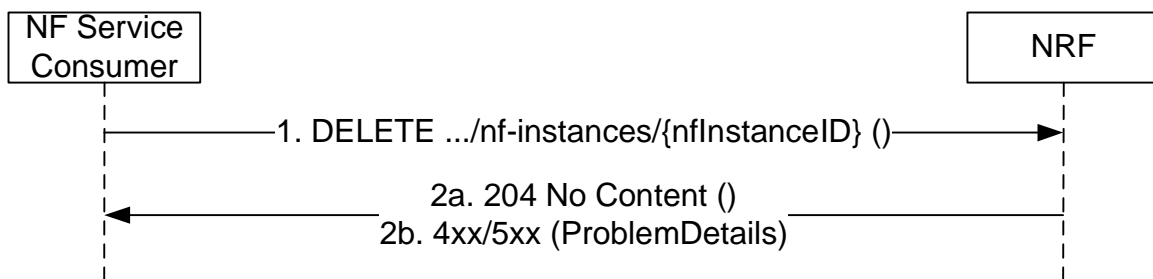 NF Service
Consumer
NRF
1. DELETE .../nf-instances/{nfInstanceID} ()
2a. 204 No Content ()
2b. 4xx/5xx (ProblemDetails)